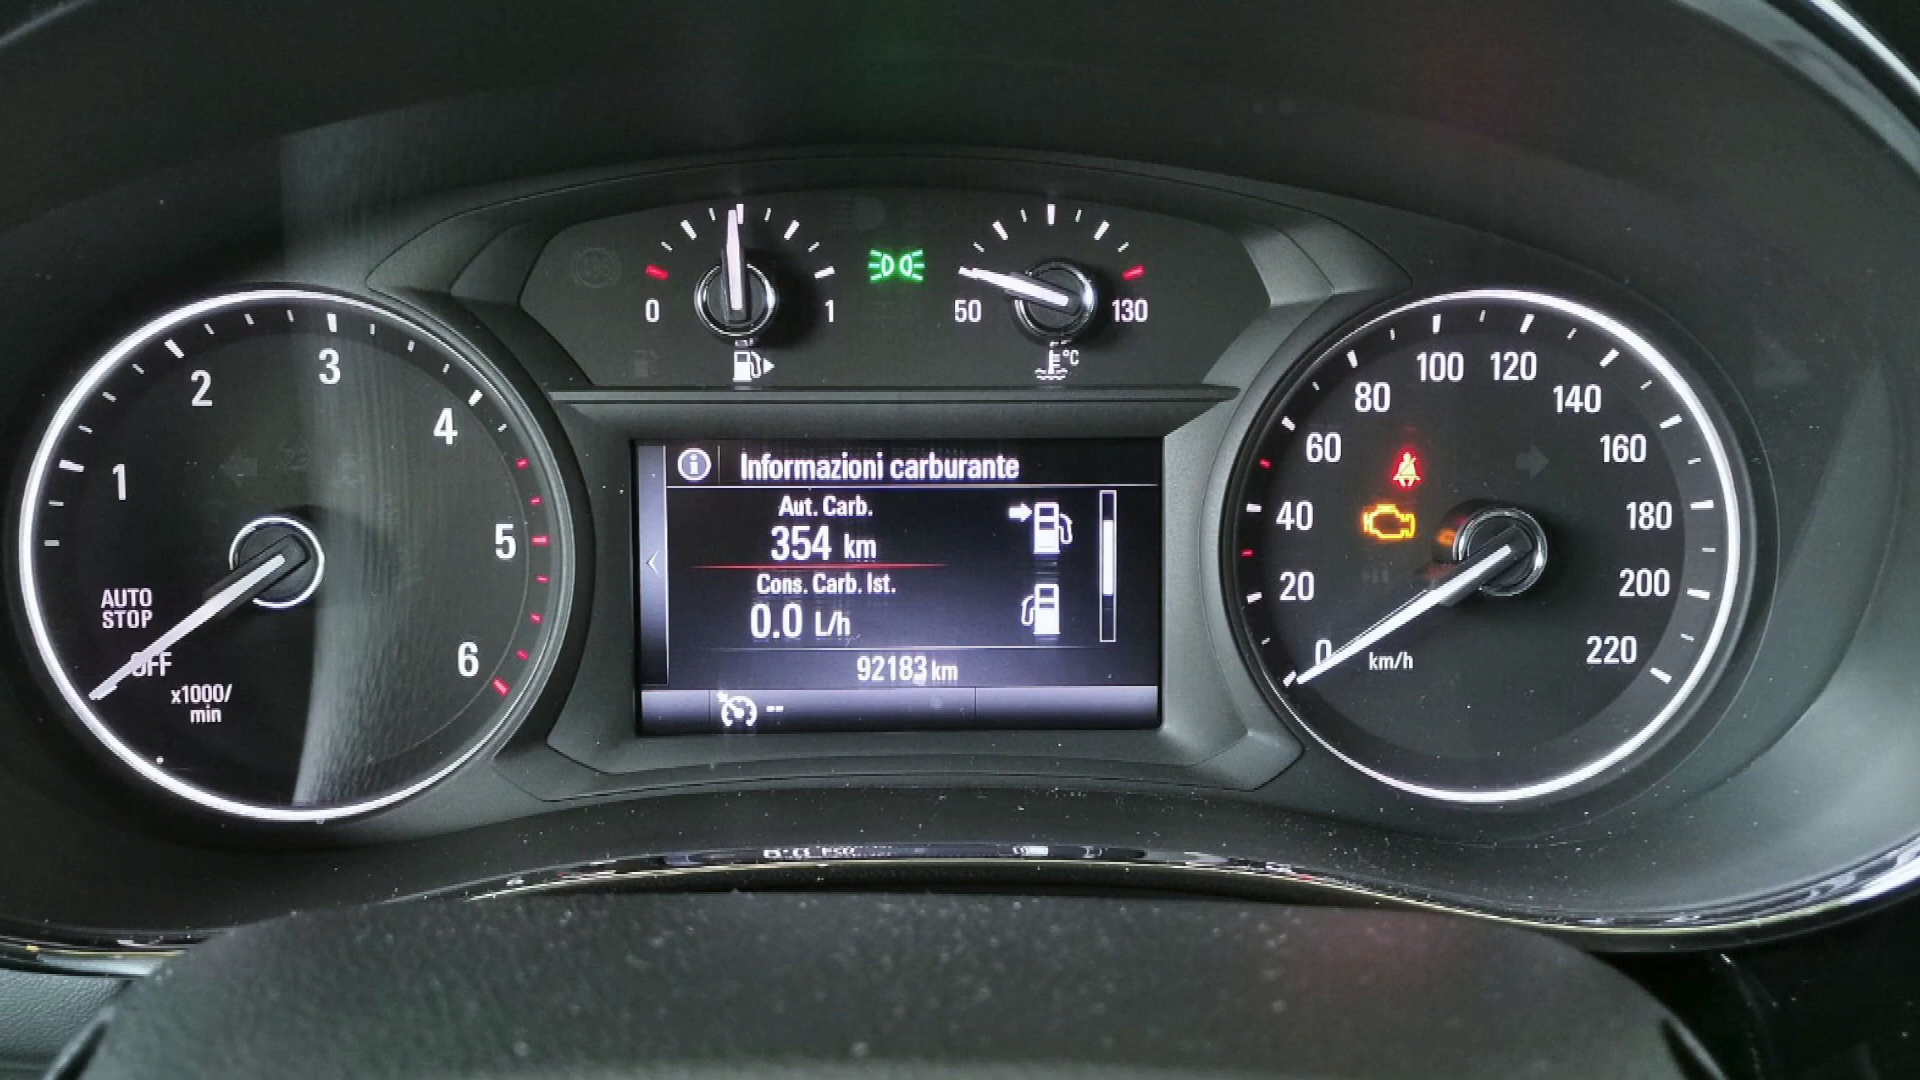 0 1
50 130
°C
1
2
3
4
5
6
AUTO
STOP
OFF
x1000/
min
Informazioni carburante
Aut. Carb.
354 km
Cons. Carb. Ist.
0.0 L/h
92183 km
--
0
20
40
60
80
100
120
140
160
180
200
220
km/h